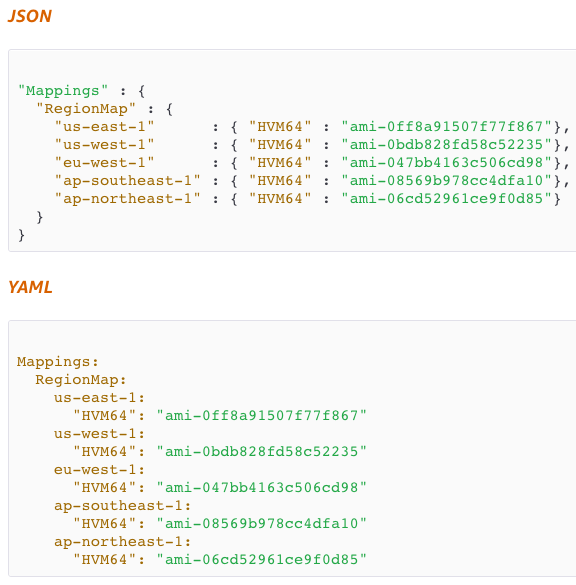 JSON
"Mappings" : {
  "RegionMap" : {
    "us-east-1"      : { "HVM64" : "ami-0ff8a91507f77f867"},
    "us-west-1"      : { "HVM64" : "ami-0bdb828fd58c52235"},
    "eu-west-1"      : { "HVM64" : "ami-047bb4163c506cd98"},
    "ap-southeast-1" : { "HVM64" : "ami-08569b978cc4dfa10"},
    "ap-northeast-1" : { "HVM64" : "ami-06cd52961ce9f0d85"}
  }
}
YAML
Mappings:
  RegionMap:
    us-east-1:
      "HVM64": "ami-0ff8a91507f77f867"
    us-west-1:
      "HVM64": "ami-0bdb828fd58c52235"
    eu-west-1:
      "HVM64": "ami-047bb4163c506cd98"
    ap-southeast-1:
      "HVM64": "ami-08569b978cc4dfa10"
    ap-northeast-1:
      "HVM64": "ami-06cd52961ce9f0d85"